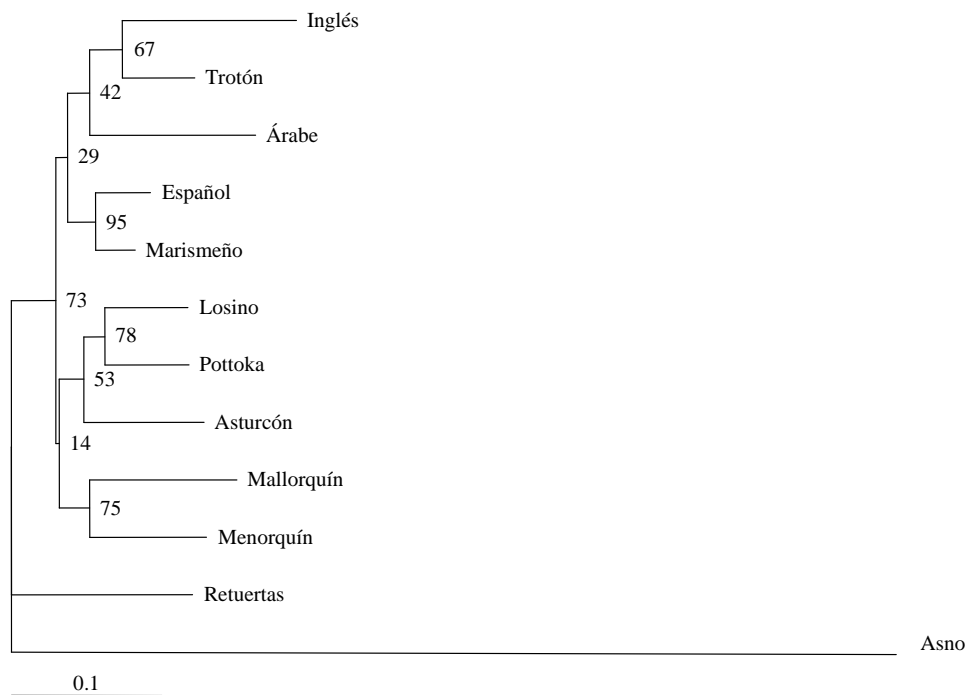 Inglés
67
Trotón
42
Árabe
29
Español
95
Marismeño
73
Losino
78
Pottoka
53
Asturcón
14
Mallorquín
75
Menorquín
Retuertas
Asno
0.1